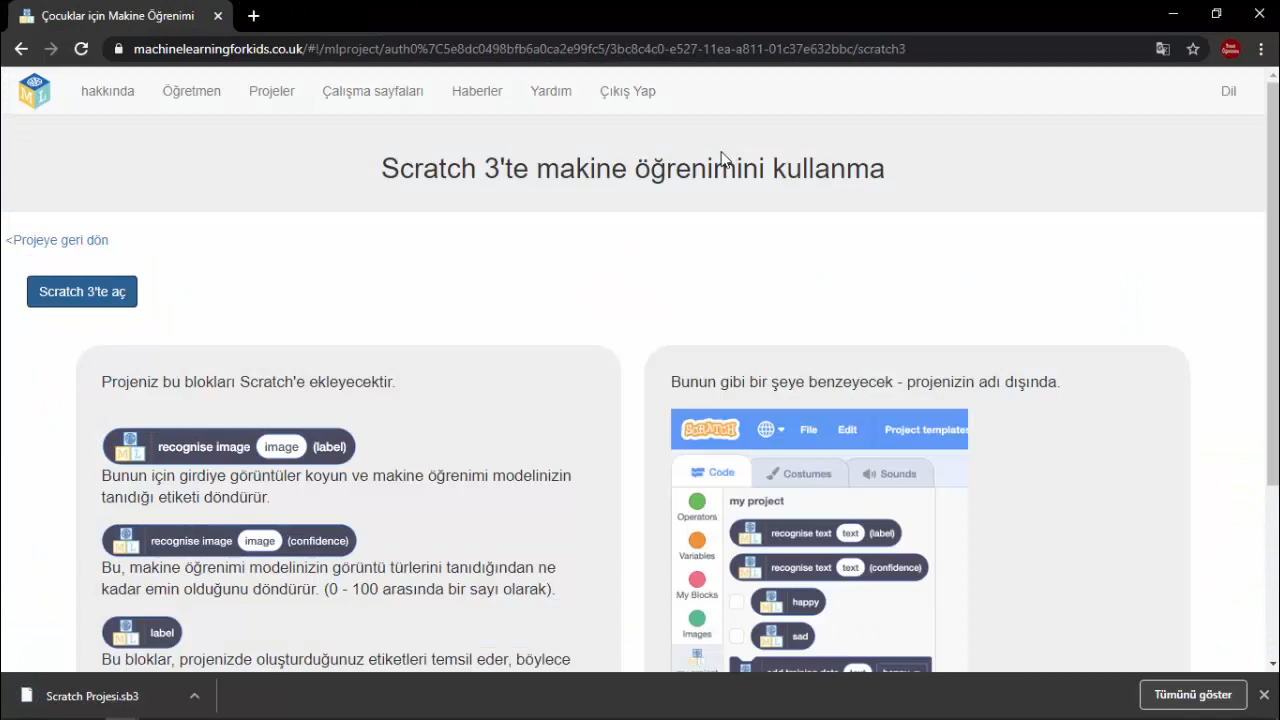 Çocuklar için Makine Öğrenimi
machinelearningforkids.co.uk/#!/mlproject/auth0%7C5e8dc0498bfb6a0ca2e99fc5/3bc8c4c0-e527-11ea-a811-01c37e632bbc/scratch3
ML
hakkında Öğretmen Projeler Çalışma sayfaları Haberler Yardım Çıkış Yap Dil
Scratch 3'te makine öğrenimini kullanma
<Projeye geri dön
Scratch 3'te aç
Projeniz bu blokları Scratch'e ekleyecektir.
recognise image image (label)
Bunun için girdiye görüntüler koyun ve makine öğrenimi modelinizin
tanıdığı etiketi döndürür.
recognise image image (confidence)
Bu, makine öğrenimi modelinizin görüntü türlerini tanıdığından ne
kadar emin olduğunu döndürür. (0 - 100 arasında bir sayı olarak).
label
Bu bloklar, projenizde oluşturduğunuz etiketleri temsil eder, böylece
Bunun gibi bir şeye benzeyecek - projenizin adı dışında.
SCRATCH File Edit Project templates
Code Costumes Sounds
my project
Operators
Variables
My Blocks
Images
recognise text text (label)
recognise text text (confidence)
happy
sad
Scratch Projesi.sb3
Tümünü göster